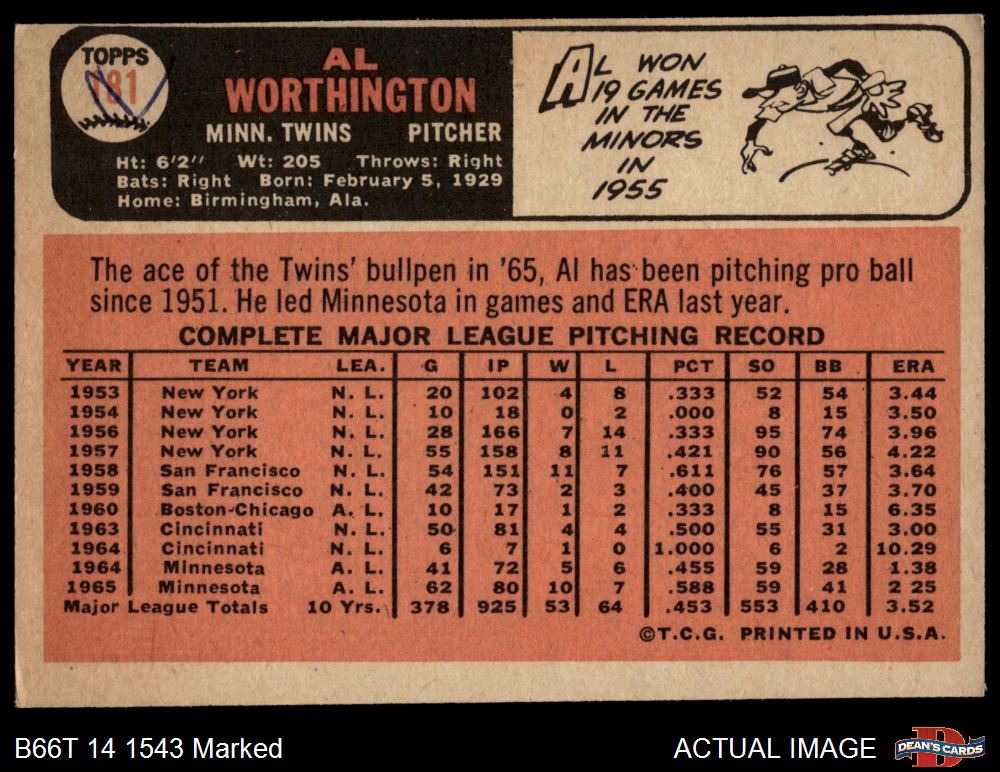 TOPPS
181
AL
WORTHINGTON
MINN. TWINS PITCHER
Ht: 6'2" Wt: 205 Throws: Right
Bats: Right Born: February 5, 1929
Home: Birmingham, Ala.
AL WON
19 GAMES
IN THE
MINORS
IN
1955
The ace of the Twins' bullpen in '65, Al has been pitching pro ball
since 1951. He led Minnesota in games and ERA last year.
COMPLETE MAJOR LEAGUE PITCHING RECORD
YEAR TEAM LEA. G IP W L PCT SO BB ERA
1953 New York N. L. 20 102 4 8 .333 52 54 3.44
1954 New York N. L. 10 18 0 2 .000 8 15 3.50
1956 New York N. L. 28 166 7 14 .333 95 74 3.96
1957 New York N. L. 55 158 8 11 .421 90 56 4.22
1958 San Francisco N. L. 54 151 11 7 .611 76 57 3.64
1959 San Francisco N. L. 42 73 2 3 .400 45 37 3.70
1960 Boston-Chicago A. L. 10 17 1 2 .333 8 15 6.35
1963 Cincinnati N. L. 50 81 4 4 .500 55 31 3.00
1964 Cincinnati N. L. 6 7 1 0 1.000 6 2 10.29
1964 Minnesota A. L. 41 72 5 6 .455 59 28 1.38
1965 Minnesota A. L. 62 80 10 7 .588 59 41 2 25
Major League Totals 10 Yrs. 378 925 53 64 .453 553 410 3.52
©T.C.G. PRINTED IN U.S.A.
B66T 14 1543 Marked
ACTUAL IMAGE
DEAN'S CARDS